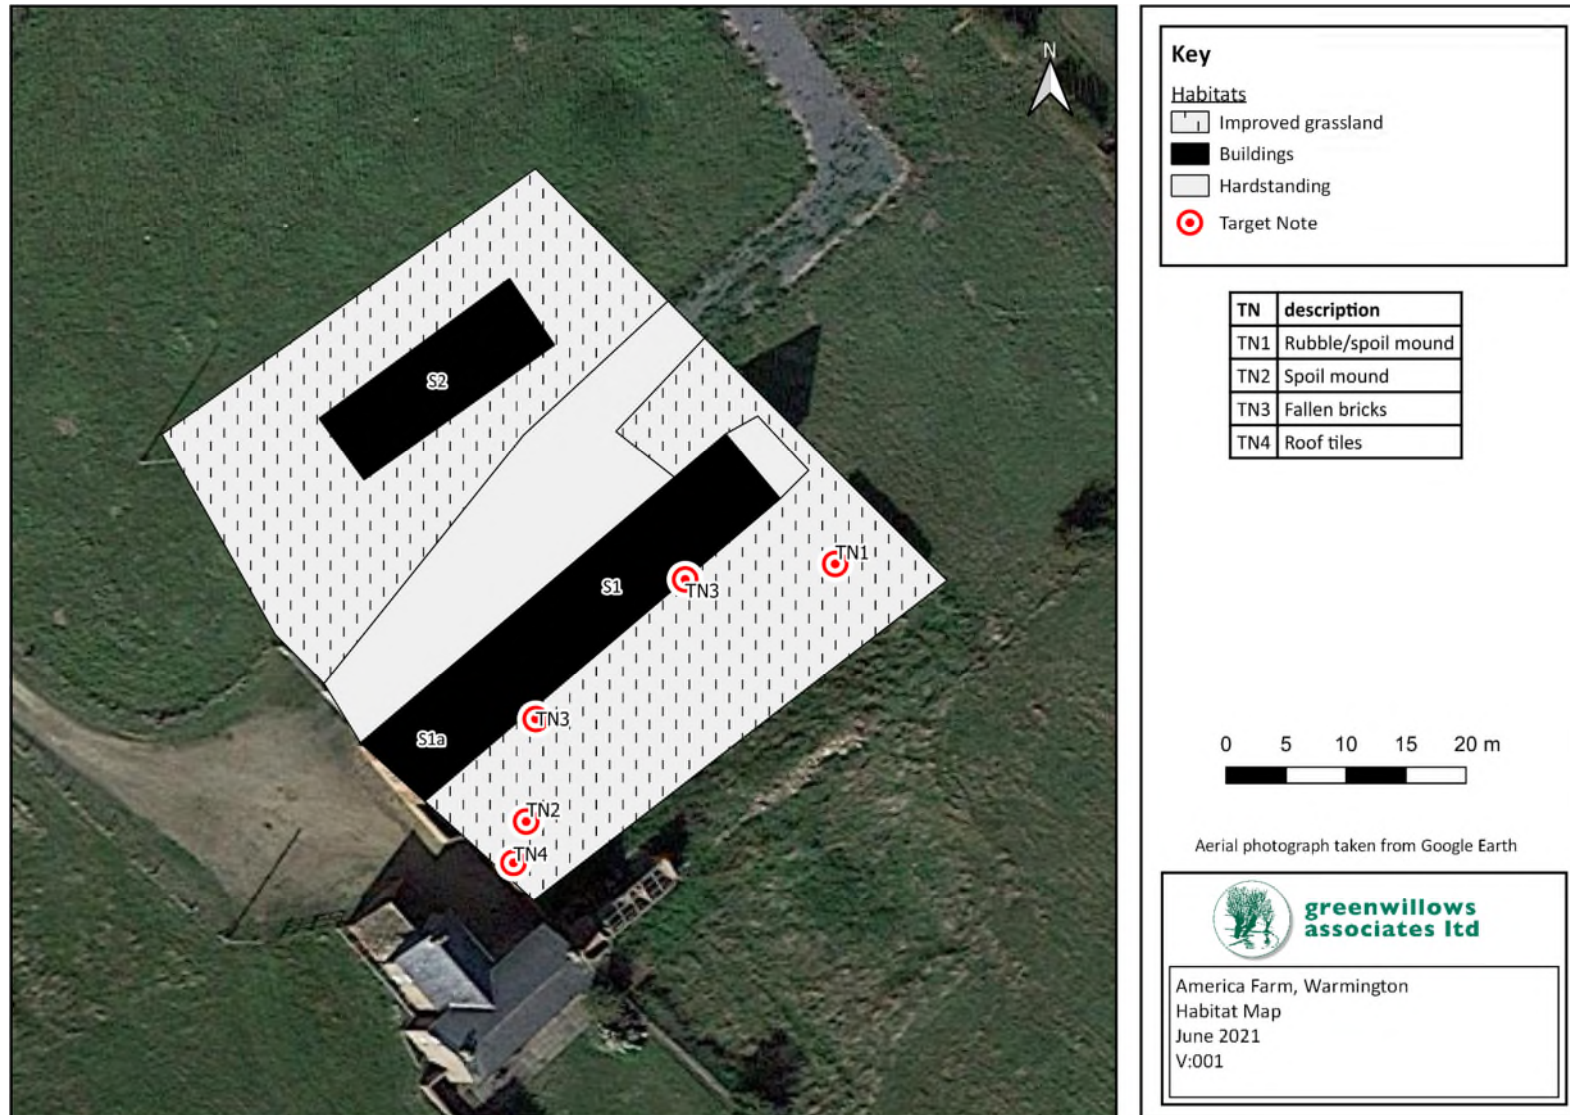 N
S2
S1
S1a
TN1
TN3
TN3
TN2
TN4
Key
Habitats
Improved grassland
Buildings
Hardstanding
Target Note
TN description
TN1 Rubble/spoil mound
TN2 Spoil mound
TN3 Fallen bricks
TN4 Roof tiles
0 5 10 15 20 m
Aerial photograph taken from Google Earth
greenwillows
associates ltd
America Farm, Warmington
Habitat Map
June 2021
V:001